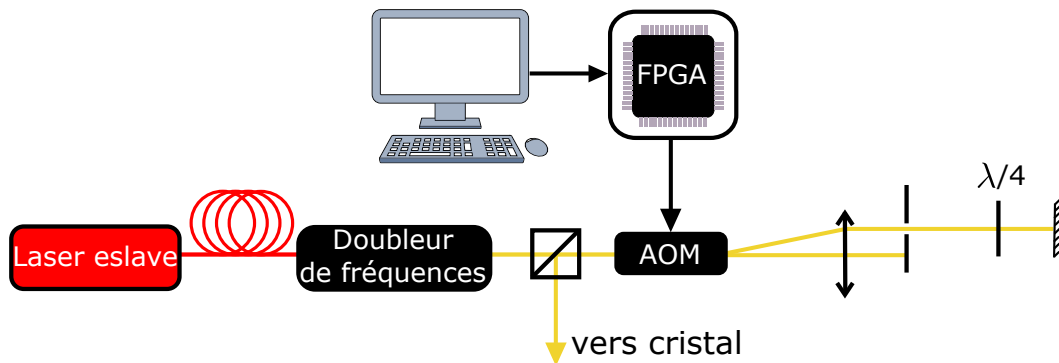 FPGA
λ/4
Laser eslave
Doubleur
de fréquences
AOM
vers cristal